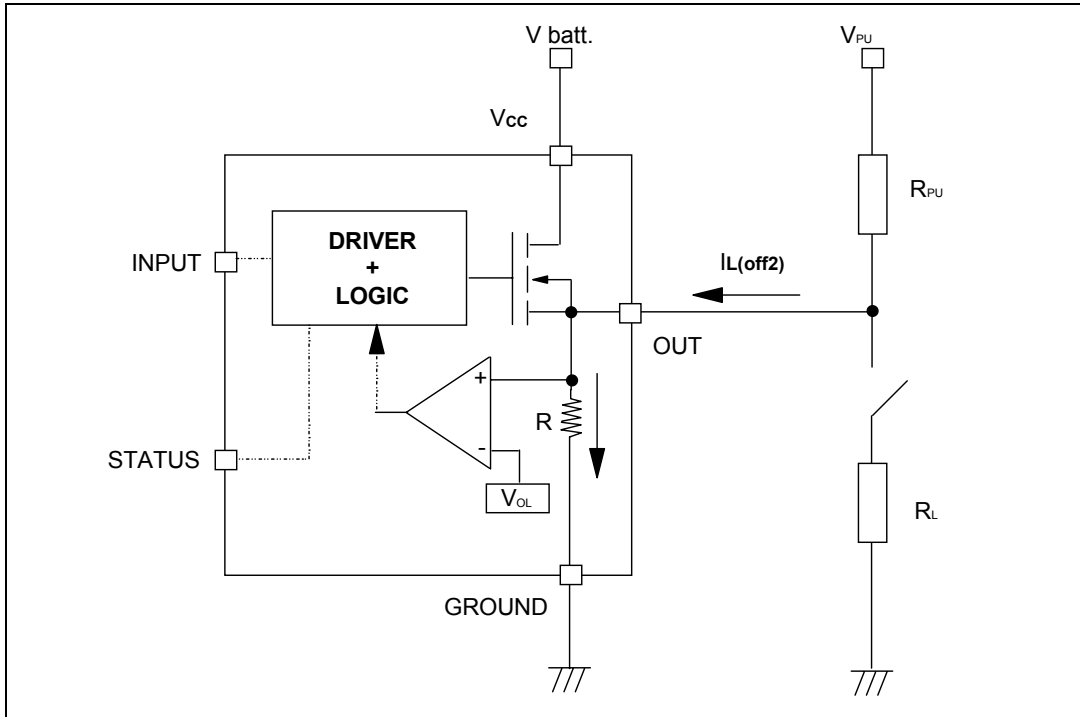 V batt.
VPU
VCC
RPU
DRIVER
+
LOGIC
INPUT
IL(off2)
OUT
+
R
-
STATUS
VOL
RL
GROUND